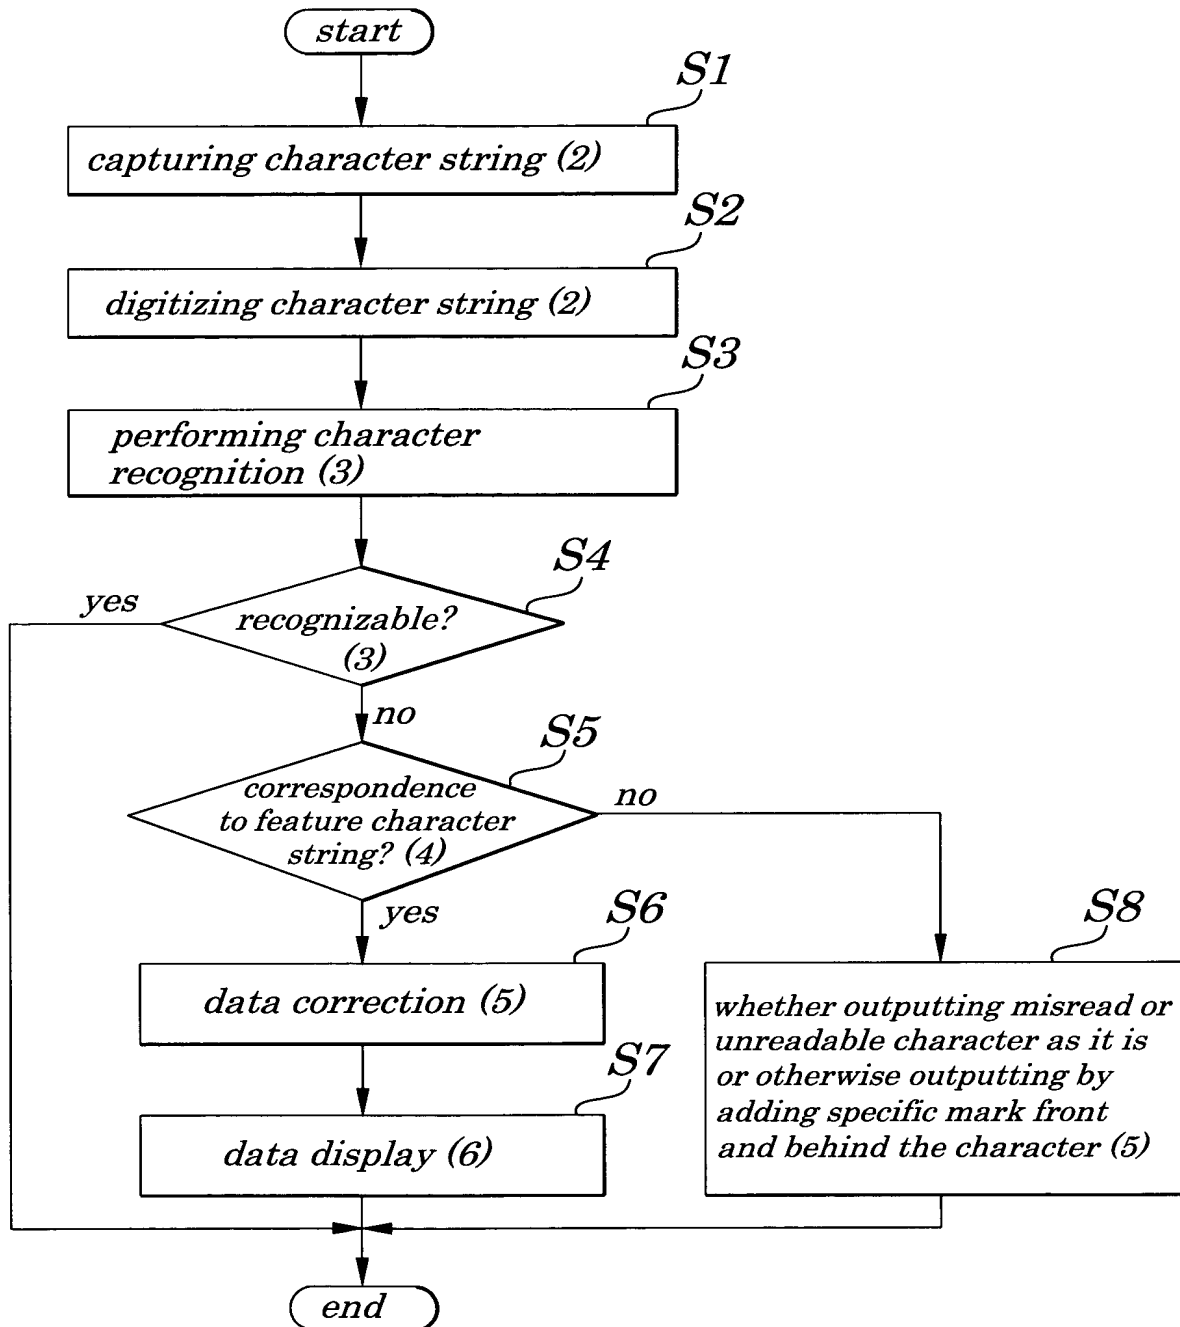 start
S1
capturing character string (2)
S2
digitizing character string (2)
S3
performing character
recognition (3)
S4
yes
recognizable?
(3)
no
S5
correspondence
to feature character
string? (4)
no
yes
S6
data correction (5)
S8
whether outputting misread or
unreadable character as it is
or otherwise outputting by
adding specific mark front
and behind the character (5)
S7
data display (6)
end